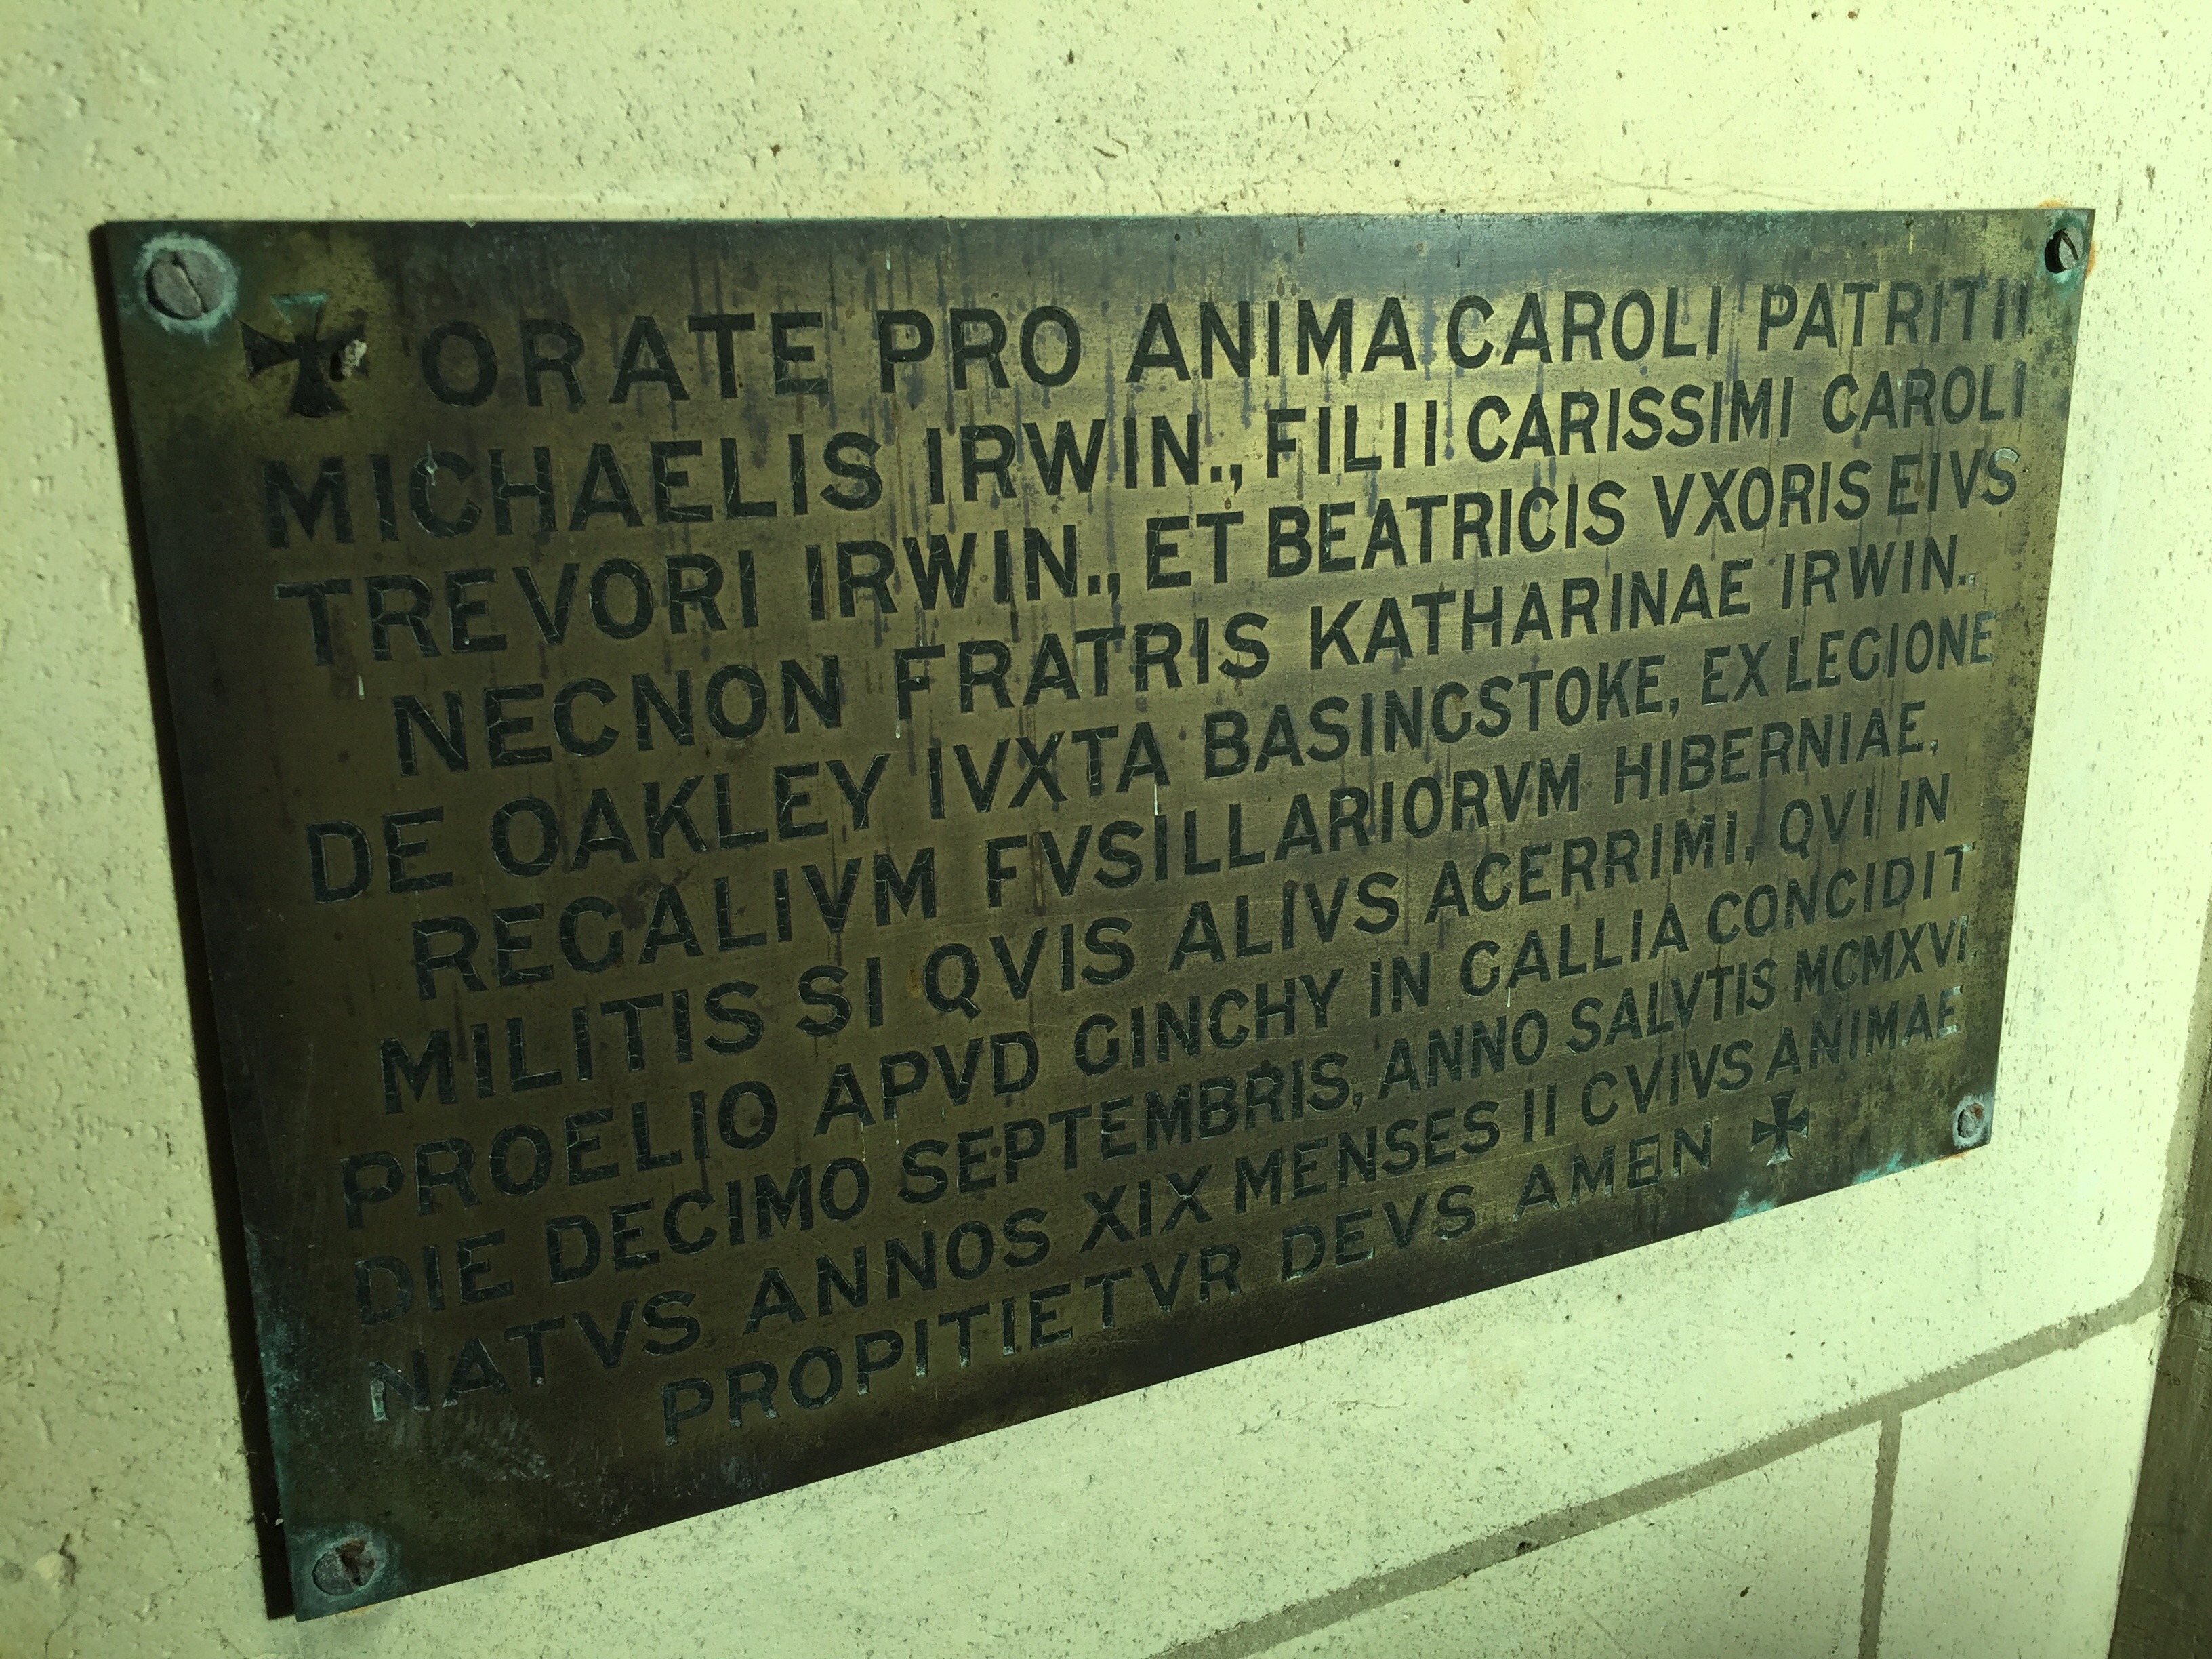 ✠ ORATE PRO ANIMA CAROLI PATRITII
MICHAELIS IRWIN., FILII CARISSIMI CAROLI
TREVORI IRWIN., ET BEATRICIS VXORIS EIVS
NECNON FRATRIS KATHARINAE IRWIN.,
DE OAKLEY IVXTA BASINGSTOKE, EX LEGIONE
REGALIVM FVSILLARIORVM HIBERNIAE,
MILITIS SI QVIS ALIVS ACERRIMI, QVI IN
PROELIO APVD GINCHY IN GALLIA CONCIDIT
DIE DECIMO SEPTEMBRIS, ANNO SALVTIS MCMXVI,
NATVS ANNOS XIX MENSES II CVIVS ANIMAE
PROPITIETVR DEVS AMEN ✠